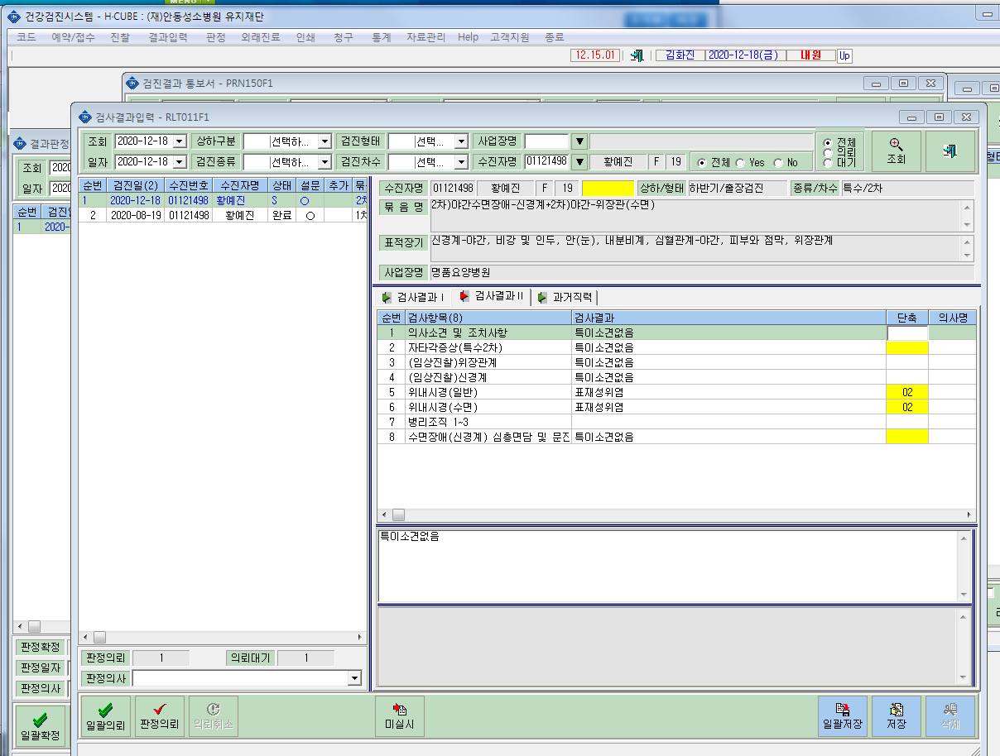 MENU
건강검진시스템 - H-CUBE : (재)안동성소병원 유지재단
코드 예약/접수 진찰 결과입력 판정 외래진료 인쇄 청구 통계 자료관리 Help 고객지원 종료
12.15.01 김화진 2020-12-18(금) 내원 Up
검진결과 통보서 - PRN150F1
검사결과입력 - RLT011F1
결과판정
조회 2020-12-18 상하구분 선택하... 검진형태 선택... 사업장명 ▼ 전체 의뢰 대기 조회
일자 2020-12-18 검진종류 선택하... 검진차수 선택... 수진자명 01121498 ▼ 황예진 F 19 전체 Yes No
조회 2020
일자 2020
순번 검진일(2) 수진번호 수진자명 상태 설문 추가 묶
1 2020-12-18 01121498 황예진 S ○ 2차
2 2020-08-19 01121498 황예진 완료 ○ 1차
순번 검진일
1 2020-
수진자명 01121498 황예진 F 19 상하/형태 하반기/출장검진 종류/차수 특수/2차
묶 음 명 2차)야간수면장애-신경계+2차)야간-위장관(수면)
표적장기 신경계-야간, 비강 및 인두, 안(눈), 내분비계, 심혈관계-야간, 피부와 점막, 위장관계
사업장명 명품요양병원
검사결과 I 검사결과 II 과거직력
순번 검사항목(8) 검사결과 단축 의사명
1 의사소견 및 조치사항 특이소견없음
2 자타각증상(특수2차) 특이소견없음
3 (임상진찰)위장관계 특이소견없음
4 (임상진찰)신경계 특이소견없음
5 위내시경(일반) 표재성위염 02
6 위내시경(수면) 표재성위염 02
7 병리조직 1~3
8 수면장애(신경계) 심층면담 및 문진 특이소견없음
특이소견없음
판정확정
판정일자
판정의사
판정의뢰 1 의뢰대기 1
판정의사
일괄확정
일괄의뢰 판정의뢰 의뢰취소 미실시 일괄저장 저장 삭제